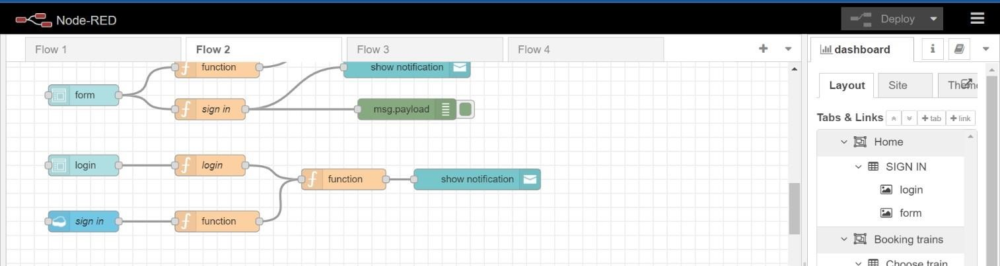 Node-RED
Deploy
Flow 1
Flow 2
Flow 3
Flow 4
dashboard
function
show notification
form
sign in
msg.payload
login
login
function
show notification
sign in
function
Layout
Site
Theme
Tabs & Links
tab
link
Home
SIGN IN
login
form
Booking trains
Choose train